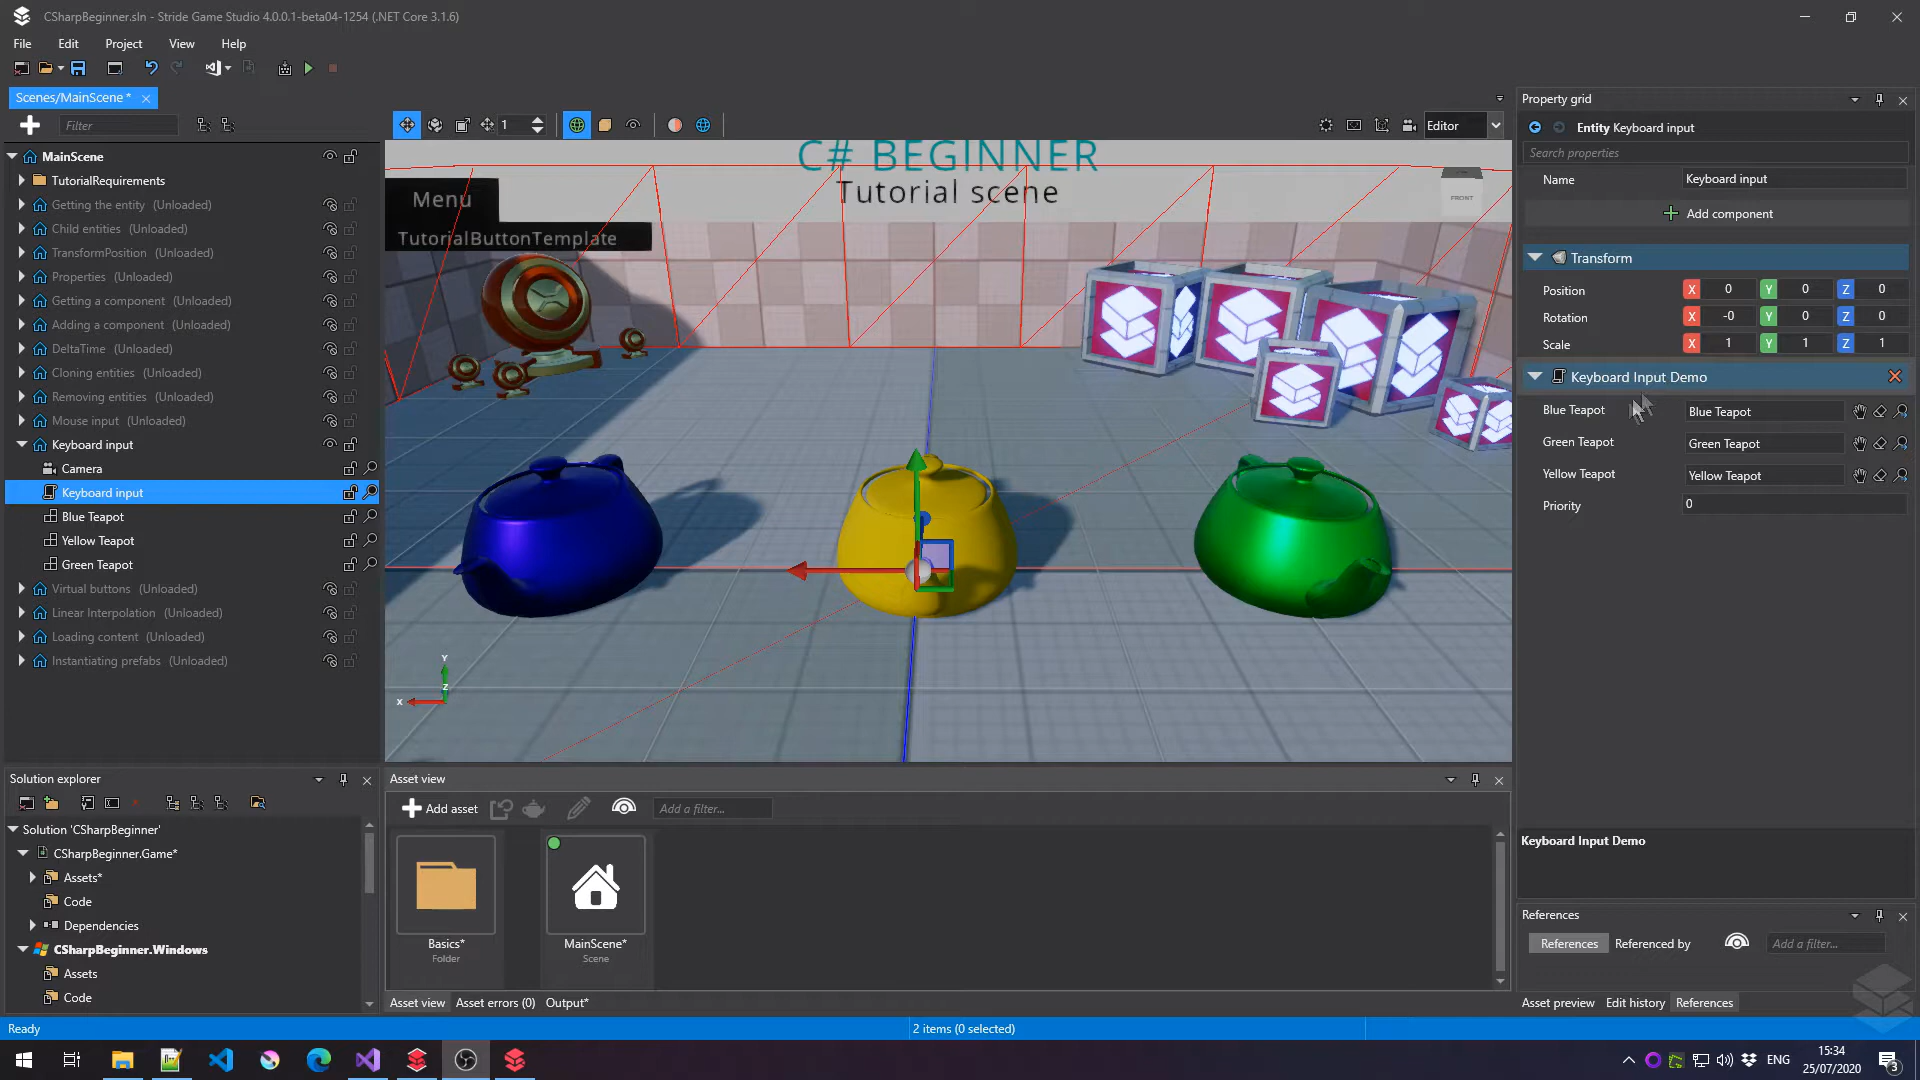 CSharpBeginner.sln - Stride Game Studio 4.0.0.1-beta04-1254 (.NET Core 3.1.6)
File Edit Project View Help
Scenes/MainScene *
Filter
1
Editor
MainScene
TutorialRequirements
Getting the entity (Unloaded)
Child entities (Unloaded)
TransformPosition (Unloaded)
Properties (Unloaded)
Getting a component (Unloaded)
Adding a component (Unloaded)
DeltaTime (Unloaded)
Cloning entities (Unloaded)
Removing entities (Unloaded)
Mouse input (Unloaded)
Keyboard input
Camera
Keyboard input
Blue Teapot
Yellow Teapot
Green Teapot
Virtual buttons (Unloaded)
Linear Interpolation (Unloaded)
Loading content (Unloaded)
Instantiating prefabs (Unloaded)
C# BEGINNER
Tutorial scene
Menu
TutorialButtonTemplate
FRONT
Y
Z
X
Property grid
Entity Keyboard input
Search properties
Name Keyboard input
Add component
Transform
Position X 0 Y 0 Z 0
Rotation X -0 Y 0 Z 0
Scale X 1 Y 1 Z 1
Keyboard Input Demo
Blue Teapot Blue Teapot
Green Teapot Green Teapot
Yellow Teapot Yellow Teapot
Priority 0
Keyboard Input Demo
References
References Referenced by Add a filter...
Asset preview Edit history References
Solution explorer
Solution 'CSharpBeginner'
CSharpBeginner.Game*
Assets*
Code
Dependencies
CSharpBeginner.Windows
Assets
Code
Asset view
Add asset Add a filter...
Basics*
Folder
MainScene*
Scene
Asset view Asset errors (0) Output*
Ready 2 items (0 selected)
ENG
15:34
25/07/2020
3